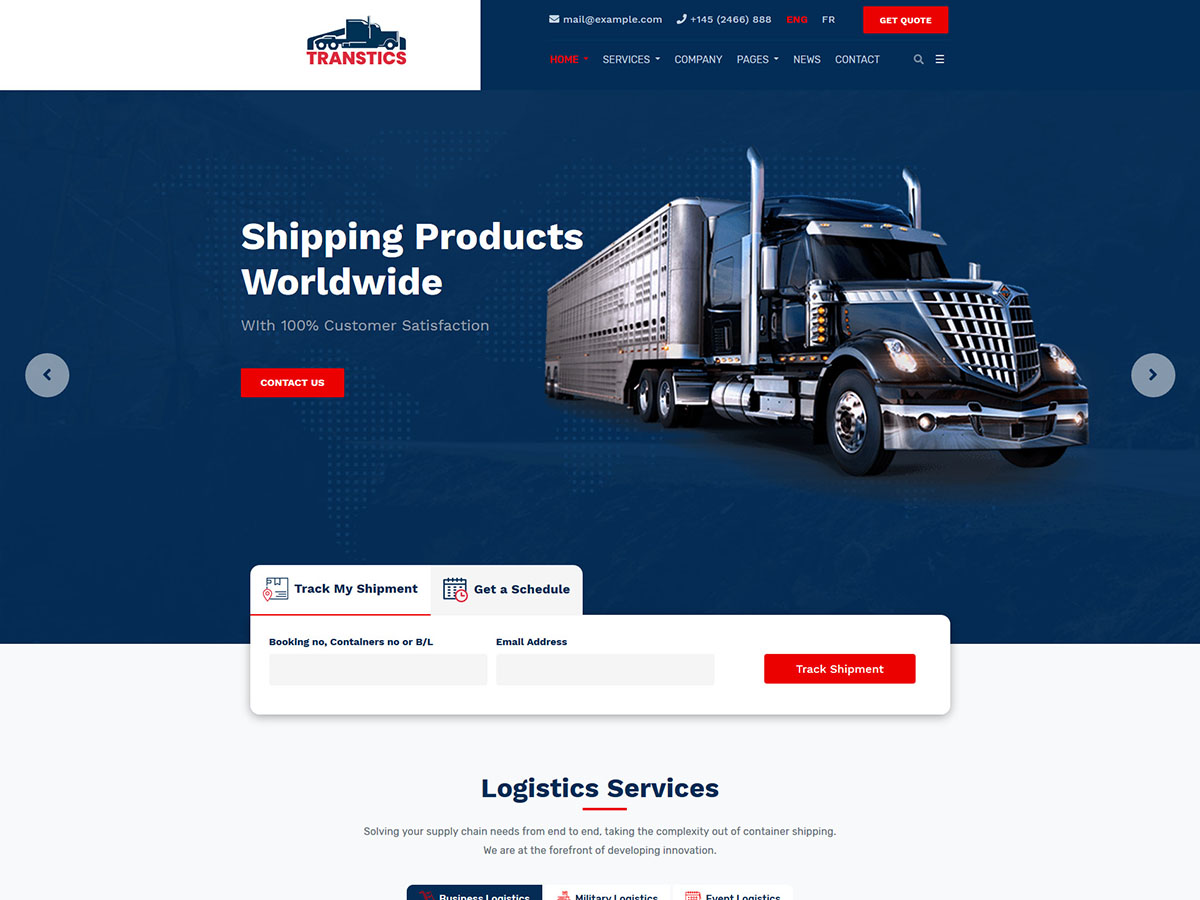 TRANSTICS
mail@example.com +145 (2466) 888 ENG FR GET QUOTE
HOME SERVICES COMPANY PAGES NEWS CONTACT
Shipping Products
Worldwide
WIth 100% Customer Satisfaction
CONTACT US
Track My Shipment Get a Schedule
Booking no, Containers no or B/L Email Address
Track Shipment
Logistics Services
Solving your supply chain needs from end to end, taking the complexity out of container shipping.
We are at the forefront of developing innovation.
Business Logistics Military Logistics Event Logistics